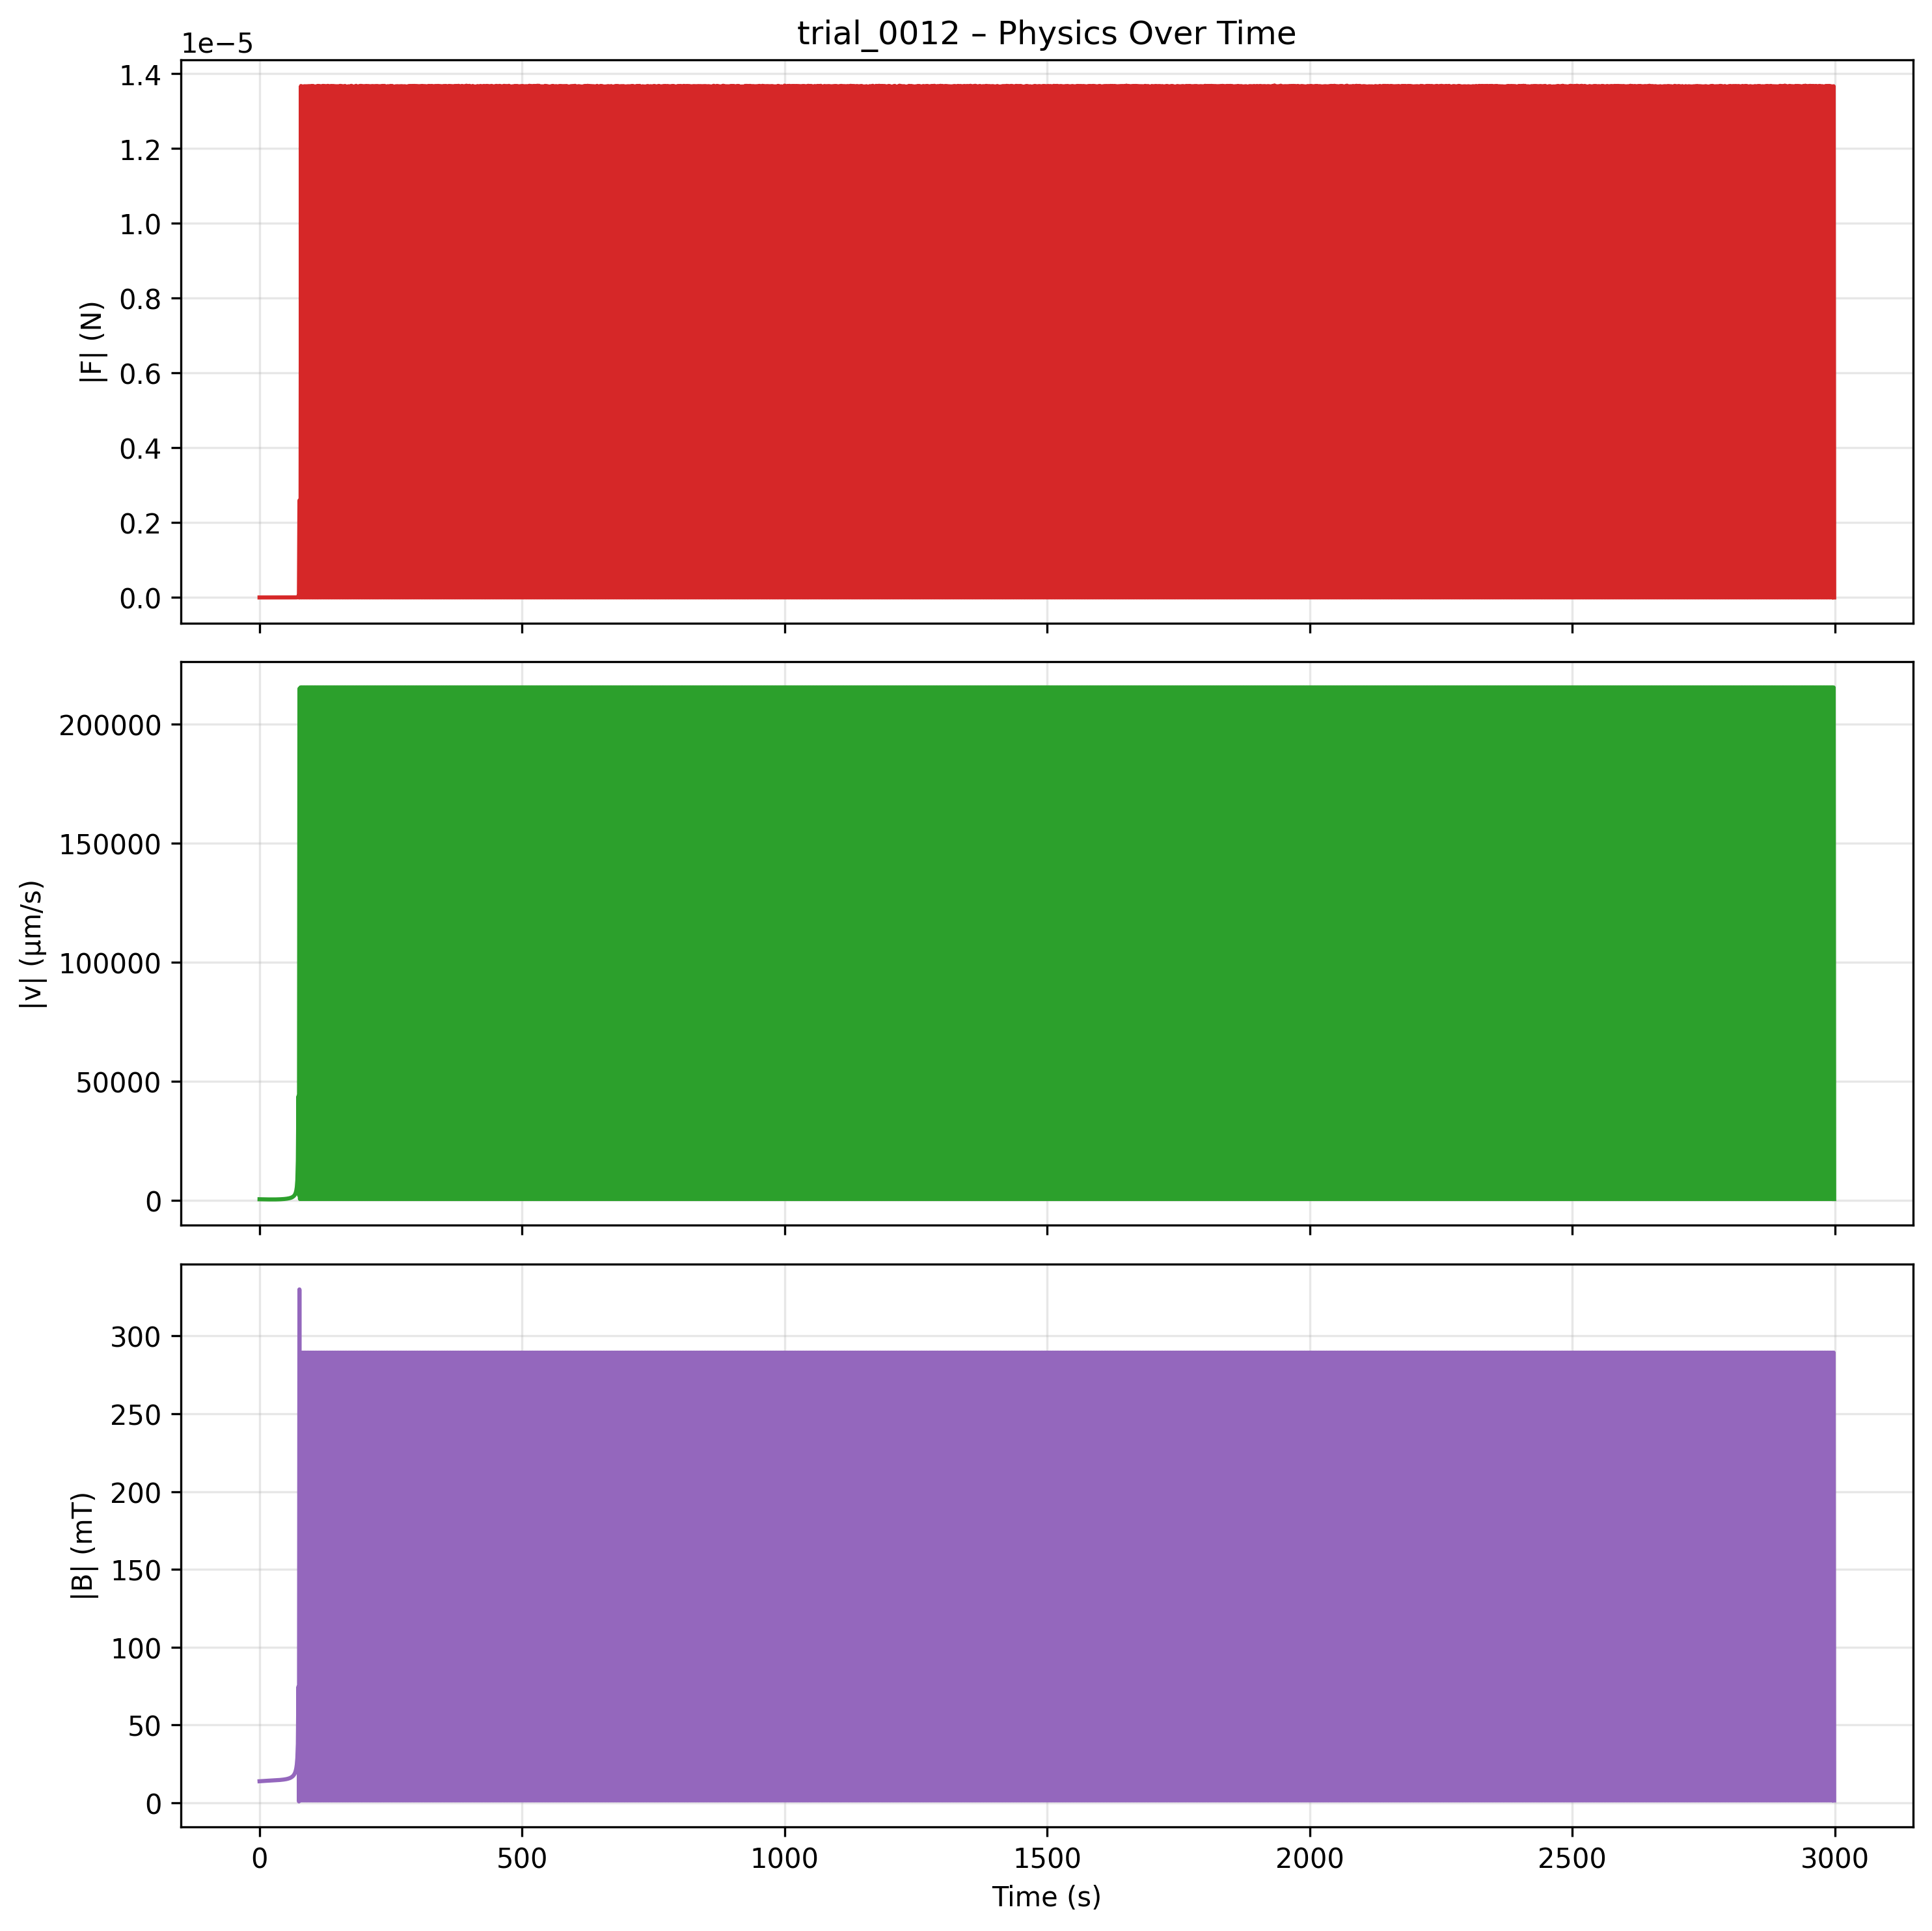 trial_0012 – Physics Over Time
1e−5
1.4
1.2
1.0
0.8
0.6
0.4
0.2
0.0
|F| (N)
200000
150000
100000
50000
0
|v| (μm/s)
300
250
200
150
100
50
0
|B| (mT)
0 500 1000 1500 2000 2500 3000
Time (s)